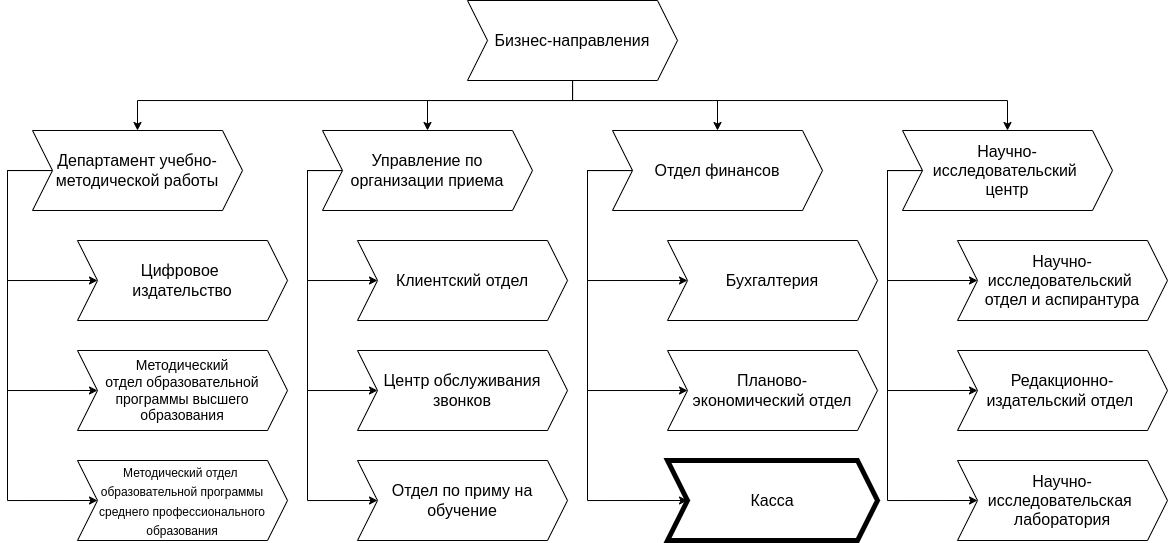 Бизнес-направления
Департамент учебно-
методической работы
Управление по
организации приема
Отдел финансов
Научно-
исследовательский
центр
Цифровое
издательство
Клиентский отдел
Бухгалтерия
Научно-
исследовательский
отдел и аспирантура
Методический
отдел образовательной
программы высшего
образования
Центр обслуживания
звонков
Планово-
экономический отдел
Редакционно-
издательский отдел
Методический отдел
образовательной программы
среднего профессионального
образования
Отдел по приму на
обучение
Касса
Научно-
исследовательская
лаборатория